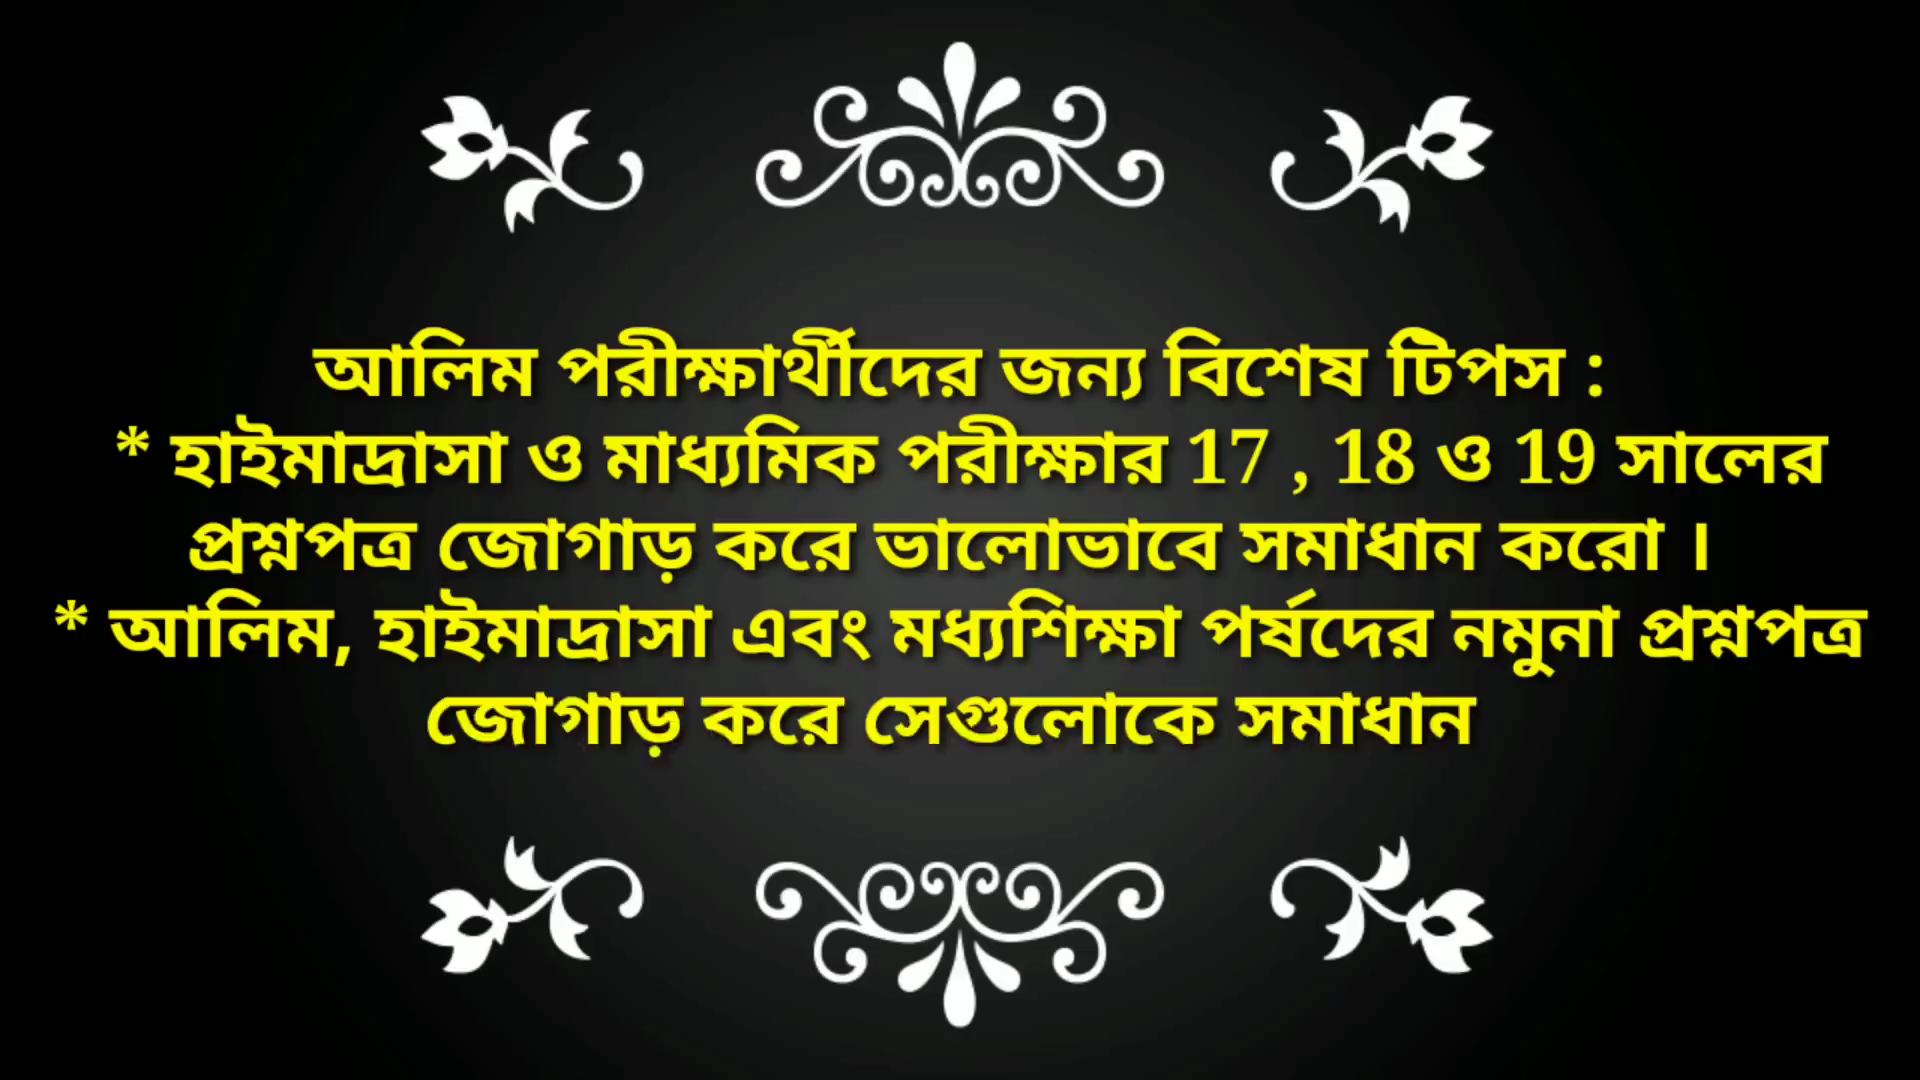 আলিম পরীক্ষার্থীদের জন্য বিশেষ টিপস :
* হাইমাদ্রাসা ও মাধ্যমিক পরীক্ষার 17 , 18 ও 19 সালের
প্রশ্নপত্র জোগাড় করে ভালোভাবে সমাধান করো ।
* আলিম, হাইমাদ্রাসা এবং মধ্যশিক্ষা পর্ষদের নমুনা প্রশ্নপত্র
জোগাড় করে সেগুলোকে সমাধান